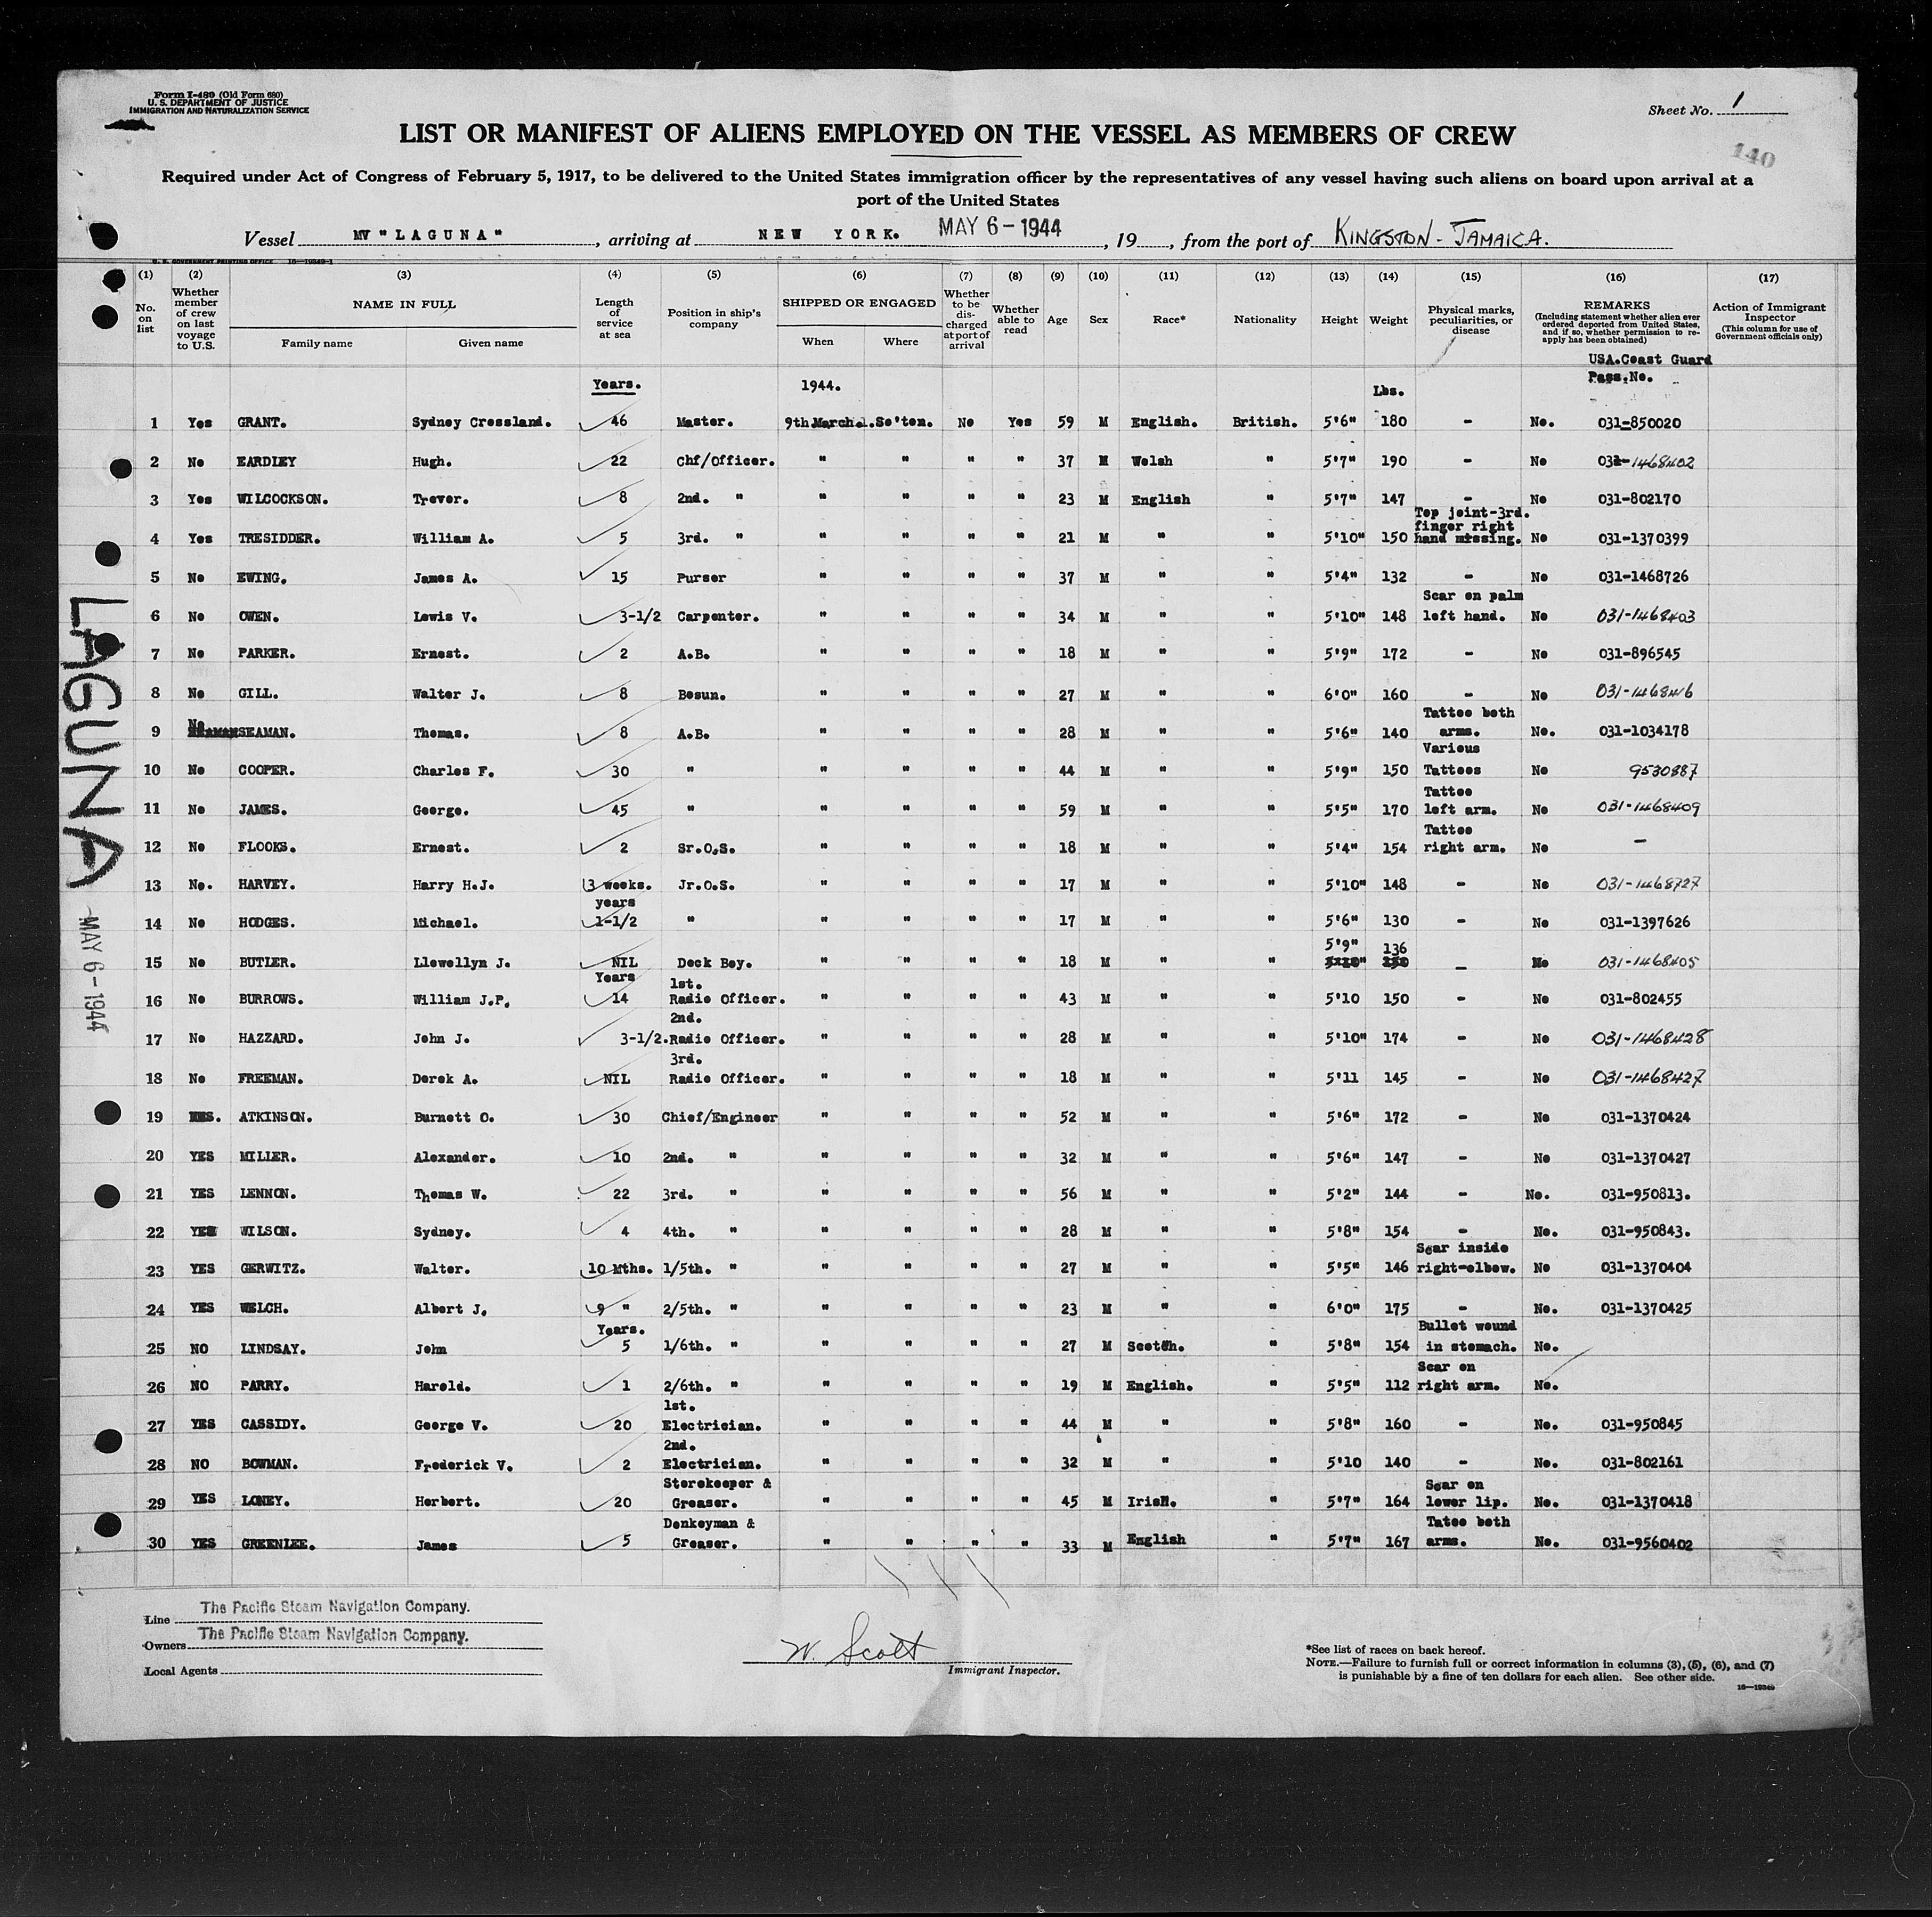 Form I-489 (Old Form 680)
U. S. DEPARTMENT OF JUSTICE
IMMIGRATION AND NATURALIZATION SERVICE
Sheet No. 1
140
LIST OR MANIFEST OF ALIENS EMPLOYED ON THE VESSEL AS MEMBERS OF CREW
Required under Act of Congress of February 5, 1917, to be delivered to the United States immigration officer by the representatives of any vessel having such aliens on board upon arrival at a
port of the United States
Vessel MV "LAGUNA" , arriving at NEW YORK. MAY 6-1944 , 19 , from the port of KINGSTON - JAMAICA.
(1) (2) (3) (4) (5) (6) (7) (8) (9) (10) (11) (12) (13) (14) (15) (16) (17)
No. on list
Whether member of crew on last voyage to U.S.
NAME IN FULL
Family name Given name
Length of service at sea
Position in ship's company
SHIPPED OR ENGAGED
When Where
Whether to be discharged at port of arrival
Whether able to read
Age Sex Race* Nationality Height Weight
Physical marks, peculiarities, or disease
REMARKS
(Including statement whether alien ever ordered deported from United States, and if so, whether permission to reapply has been obtained)
Action of Immigrant Inspector
(This column for use of Government officials only)
USA.Coast Guard
Years. 1944. Lbs. Pass.No.
1 Yes GRANT. Sydney Crossland. 46 Master. 9th March. So'ton. No Yes 59 M English. British. 5'6" 180 - No. 031-850020
2 No EARDLEY Hugh. 22 Chf/Officer. " " " " 37 M Welsh " 5'7" 190 - No 031-1468402
3 Yes WILCOCKSON. Trevor. 8 2nd. " " " " " 23 M English " 5'7" 147 - No 031-802170
4 Yes TRESIDDER. William A. 5 3rd. " " " " " 21 M " " 5'10" 150 Top joint-3rd. finger right hand missing. No 031-1370399
5 No EWING. James A. 15 Purser " " " " 37 M " " 5'4" 132 - No 031-1468726
6 No OWEN. Lewis V. 3-1/2 Carpenter. " " " " 34 M " " 5'10" 148 Scar on palm left hand. No 031-1468403
7 No PARKER. Ernest. 2 A.B. " " " " 18 M " " 5'9" 172 - No 031-896545
8 No GILL. Walter J. 8 Bosun. " " " " 27 M " " 6'0" 160 - No
9 No SEAMAN. Thomas. 8 A.B. " " " " 28 M " " 5'6" 140 Tattoo both arms. No. 031-1034178
10 No COOPER. Charles F. 30 " " " " " 44 M " " 5'9" 150 Various Tattoos No 9530887
11 No JAMES. George. 45 " " " " " 59 M " " 5'5" 170 Tattoo left arm. No 031-1468409
12 No FLOOKS. Ernest. 2 Sr.O.S. " " " " 18 M " " 5'4" 154 Tattoo right arm. No -
13 No. HARVEY. Harry H.J. 3 weeks. Jr.O.S. " " " " 17 M " " 5'10" 148 - No 031-1468727
14 No HODGES. Michael. years 1-1/2 " " " " " 17 M " " 5'6" 130 - No 031-1397626
15 No BUTLER. Llewellyn J. NIL Deck Boy. " " " " 18 M " " 5'9" 136 - No 031-1468405
16 No BURROWS. William J.P. Years 14 1st. Radio Officer. " " " " 43 M " " 5'10 150 - No 031-802455
17 No HAZZARD. John J. 3-1/2. 2nd. Radio Officer. " " " " 28 M " " 5'10" 174 - No 031-1468428
18 No FREEMAN. Derek A. NIL 3rd. Radio Officer. " " " " 18 M " " 5'11 145 - No 031-1468427
19 YES. ATKINSON. Burnett O. 30 Chief/Engineer " " " " 52 M " " 5'6" 172 - No 031-1370424
20 YES MILLER. Alexander. 10 2nd. " " " " " 32 M " " 5'6" 147 - No 031-1370427
21 YES LENNON. Thomas W. 22 3rd. " " " " " 56 M " " 5'2" 144 - No. 031-950813.
22 YES WILSON. Sydney. 4 4th. " " " " " 28 M " " 5'8" 154 - No. 031-950843.
23 YES GERWITZ. Walter. 10 Mths. 1/5th. " " " " " 27 M " " 5'5" 146 Scar inside right-elbow. No 031-1370404
24 YES WELCH. Albert J. 9 " 2/5th. " " " " " 23 M " " 6'0" 175 - No. 031-1370425
25 NO LINDSAY. John Years. 5 1/6th. " " " " " 27 M Scotch. " 5'8" 154 Bullet wound in stomach. No.
26 NO PARRY. Harold. 1 2/6th. " " " " " 19 M English. " 5'5" 112 Scar on right arm. No.
27 YES CASSIDY. George V. 20 1st. Electrician. " " " " 44 M " " 5'8" 160 - No. 031-950845
28 NO BOWMAN. Frederick V. 2 2nd. Electrician. " " " " 32 M " " 5'10 140 - No. 031-802161
29 YES LONEY. Herbert. 20 Storekeeper & Greaser. " " " " 45 M Irish. " 5'7" 164 Scar on lower lip. No. 031-1370418
30 YES GREENLEE. James 5 Donkeyman & Greaser. " " " " 33 M English " 5'7" 167 Tatoo both arms. No. 031-9560402
LAGUNA MAY 6-1944
Line The Pacific Steam Navigation Company.
Owners The Pacific Steam Navigation Company.
Local Agents
W. Scott
Immigrant Inspector.
*See list of races on back hereof.
NOTE.—Failure to furnish full or correct information in columns (3), (5), (6), and (7)
is punishable by a fine of ten dollars for each alien. See other side.
16—19349